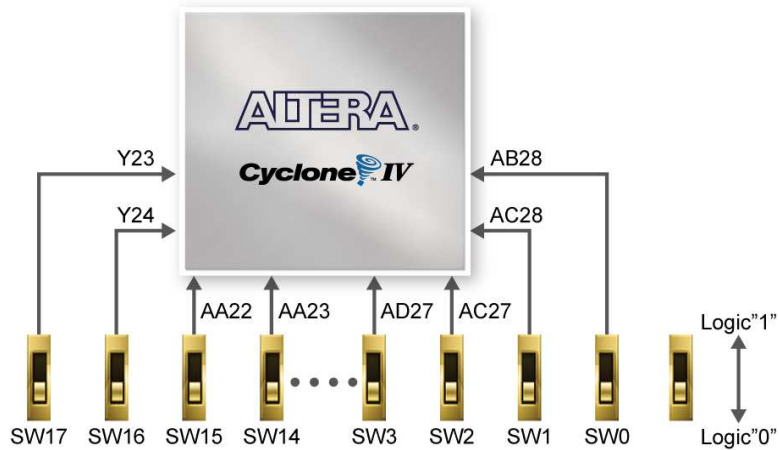 ALTERA®
Cyclone™ IV
Y23
AB28
Y24
AC28
AA22
AA23
AD27
AC27
Logic”1”
SW17
SW16
SW15
SW14
SW3
SW2
SW1
SW0
Logic”0”